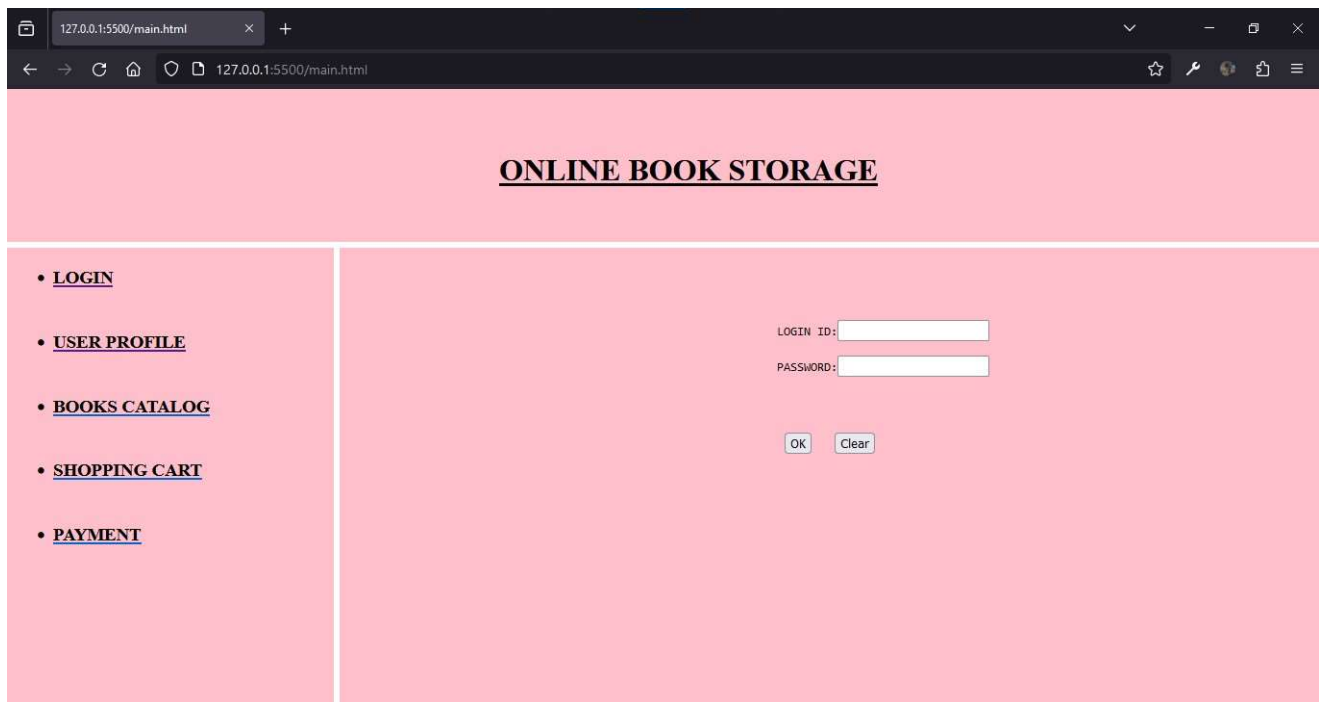 127.0.0.1:5500/main.html
127.0.0.1:5500/main.html
ONLINE BOOK STORAGE
• LOGIN
• USER PROFILE
• BOOKS CATALOG
• SHOPPING CART
• PAYMENT
LOGIN ID:
PASSWORD:
OK Clear